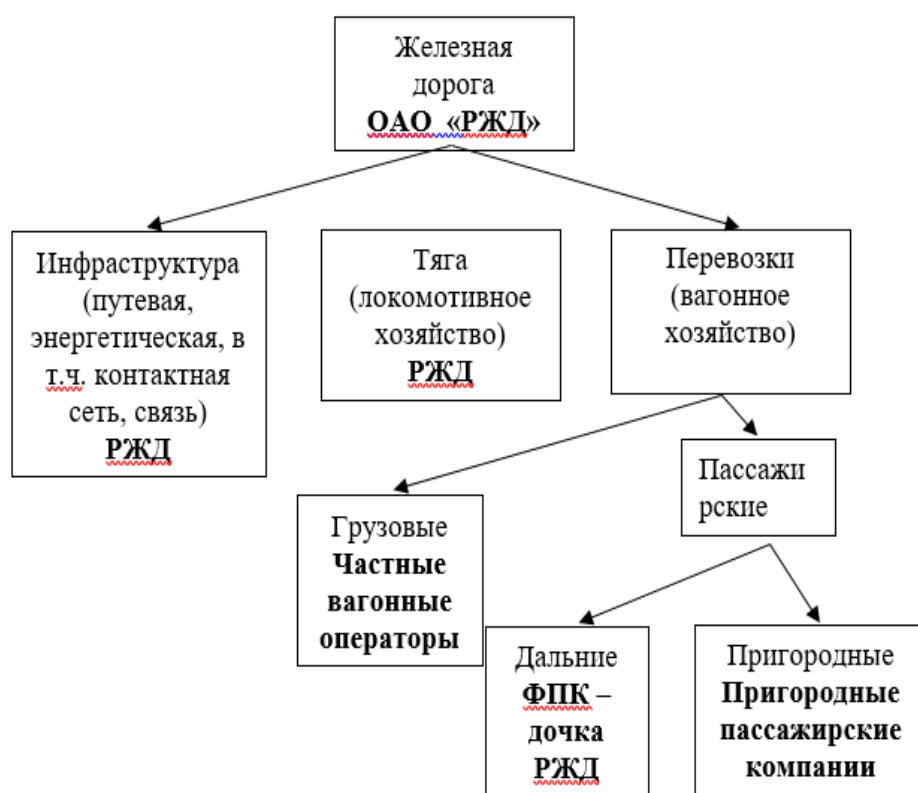 Железная
дорога
ОАО «РЖД»
Инфраструктура
(путевая,
энергетическая, в
т.ч. контактная
сеть, связь)
РЖД
Тяга
(локомотивное
хозяйство)
РЖД
Перевозки
(вагонное
хозяйство)
Пассажи
рские
Грузовые
Частные
вагонные
операторы
Дальние
ФПК –
дочка
РЖД
Пригородные
Пригородные
пассажирские
компании